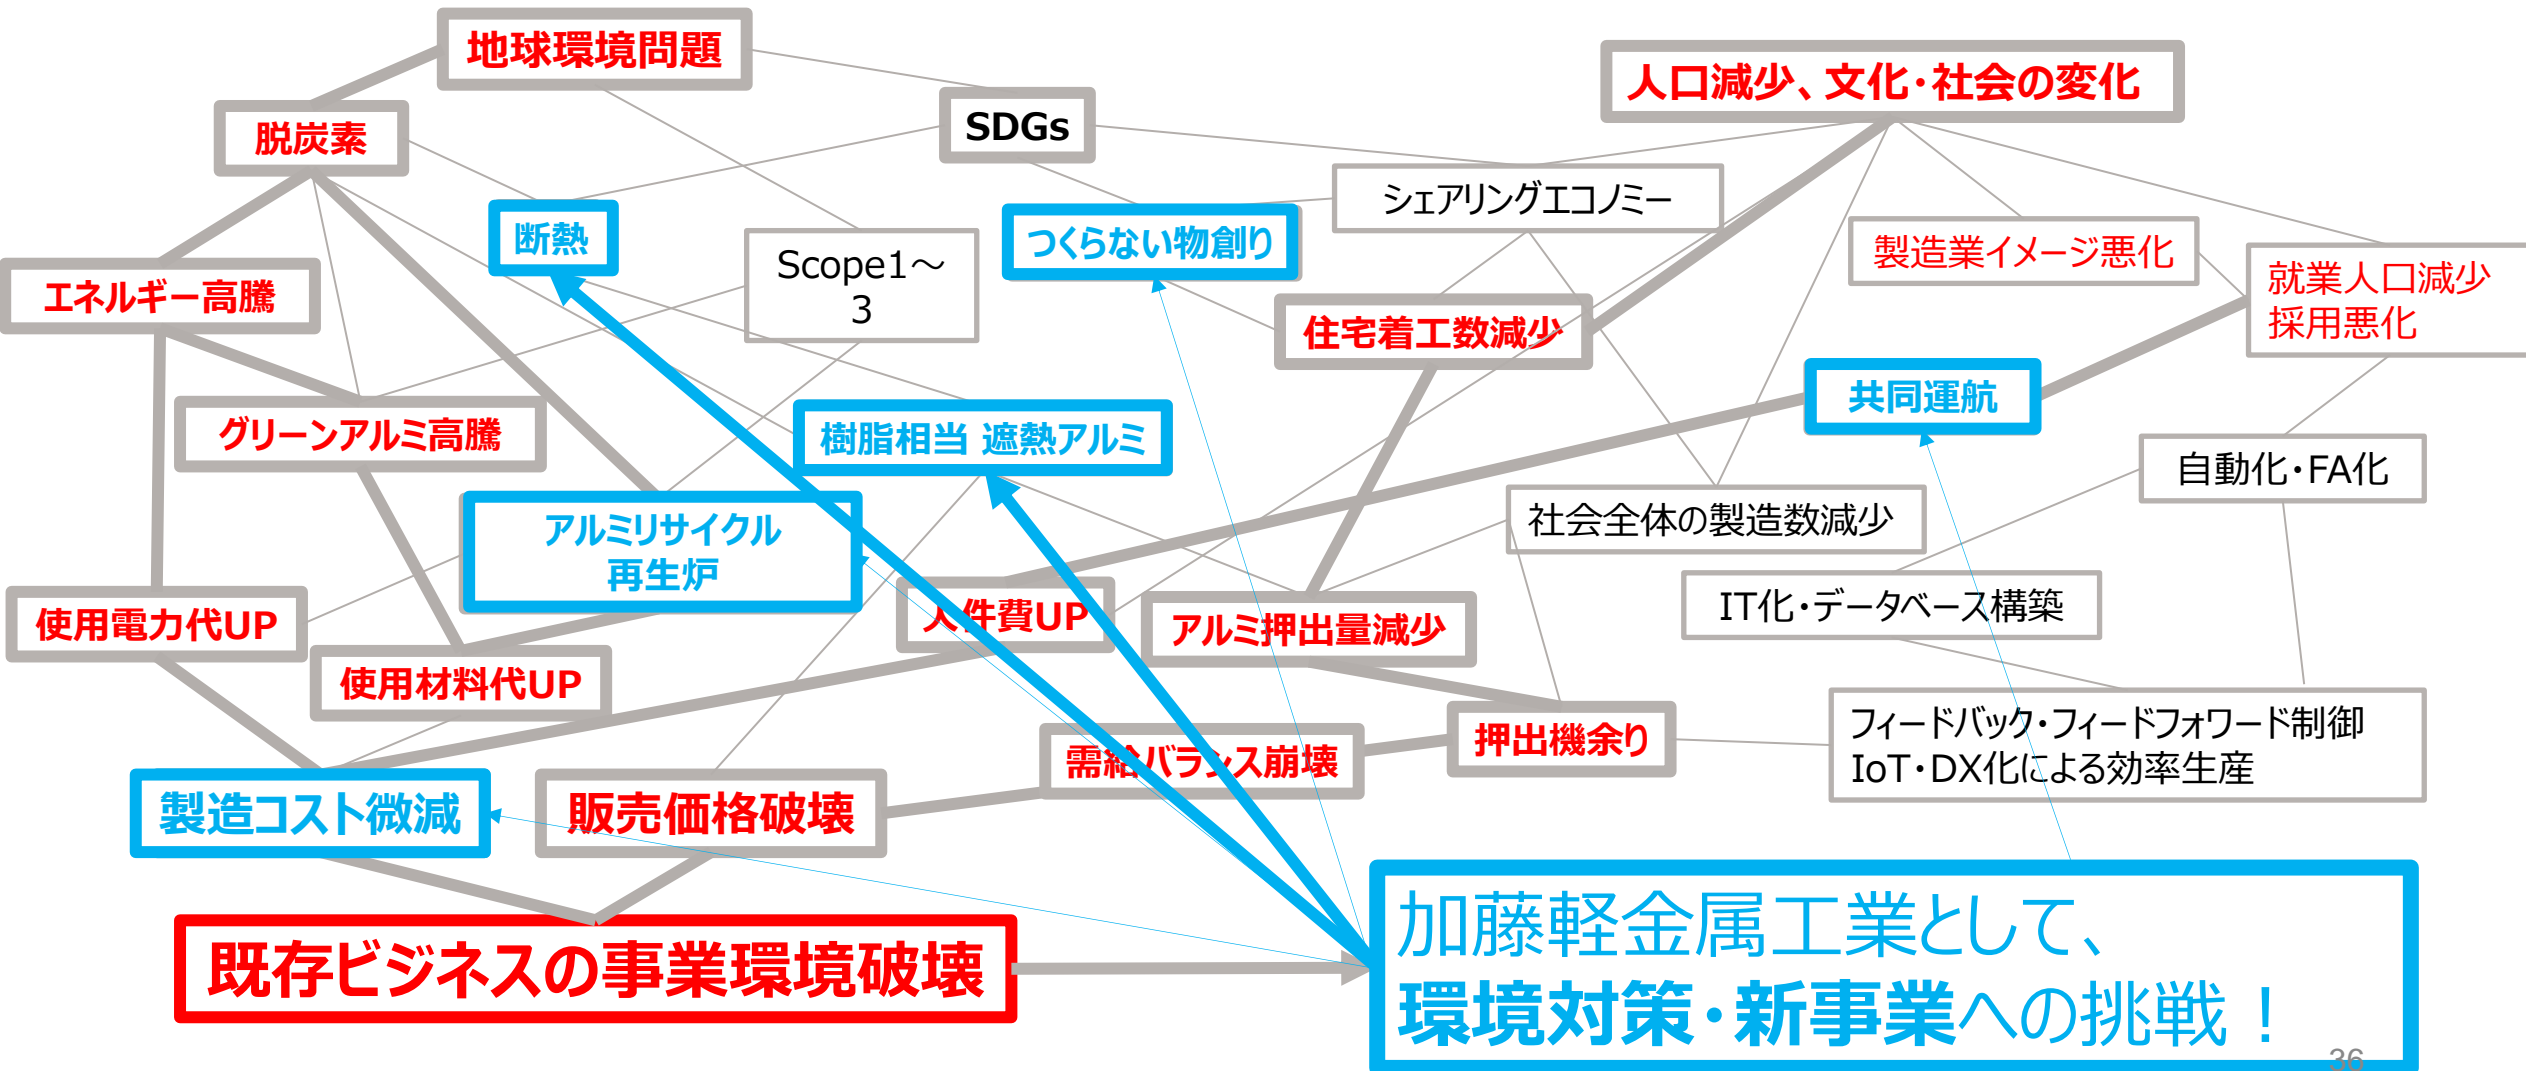 地球環境問題
人口減少、文化・社会の変化
脱炭素
SDGs
シェアリングエコノミー
断熱
つくらない物創り
製造業イメージ悪化
Scope1～
3
就業人口減少
採用悪化
エネルギー高騰
住宅着工数減少
共同運航
グリーンアルミ高騰
樹脂相当 遮熱アルミ
自動化・FA化
アルミリサイクル
再生炉
社会全体の製造数減少
使用電力代UP
人件費UP
アルミ押出量減少
IT化・データベース構築
使用材料代UP
押出機余り
フィードバック・フィードフォワード制御
IoT・DX化による効率生産
需給バランス崩壊
製造コスト微減
販売価格破壊
既存ビジネスの事業環境破壊
加藤軽金属工業として、
環境対策・新事業への挑戦！
36